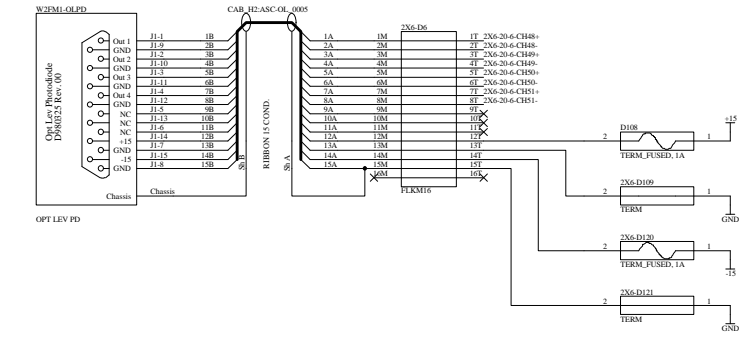 W2FM1-OLPD
CAB_H2:ASC-OL_0005
Opt Lev Photodiode
D980325 Rev. 00
Out 1 J1-1 1B 1A 1M 1T 2X6-20-6-CH48+
GND J1-9 2B 2A 2M 2T 2X6-20-6-CH48-
Out 2 J1-2 3B 3A 3M 3T 2X6-20-6-CH49+
GND J1-10 4B 4A 4M 4T 2X6-20-6-CH49-
Out 3 J1-3 5B 5A 5M 5T 2X6-20-6-CH50+
GND J1-11 6B 6A 6M 6T 2X6-20-6-CH50-
Out 4 J1-4 7B 7A 7M 7T 2X6-20-6-CH51+
GND J1-12 8B 8A 8M 8T 2X6-20-6-CH51-
NC J1-5 9B 9A 9M 9T
NC J1-13 10B 10A 10M 10T
NC J1-6 11B 11A 11M 11T
+15 J1-14 12B 12A 12M 12T
GND J1-7 13B 13A 13M 13T
-15 J1-15 14B 14A 14M 14T
GND J1-8 15B 15A 15M 15T
16M 16T
Chassis Chassis
OPT LEV PD
Sh B
RIBBON 15 COND.
Sh A
2X6-D6
FLKM16
D108
2 1 +15
TERM_FUSED, 1A
2X6-D109
2 1 GND
TERM
2X6-D120
2 1 -15
TERM_FUSED, 1A
2X6-D121
2 1 GND
TERM